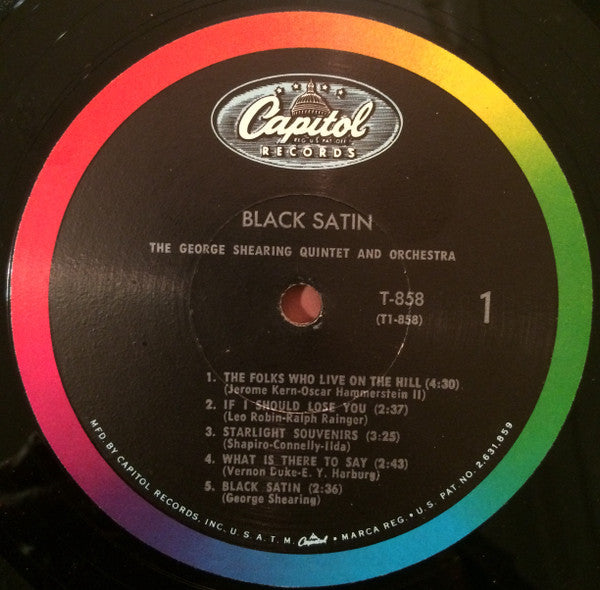 Capitol
REG. U.S. PAT. OFF.
RECORDS
BLACK SATIN
THE GEORGE SHEARING QUINTET AND ORCHESTRA
T-858
(T1-858)
1
1. THE FOLKS WHO LIVE ON THE HILL (4:30)
(Jerome Kern-Oscar Hammerstein II)
2. IF I SHOULD LOSE YOU (2:37)
(Leo Robin-Ralph Rainger)
3. STARLIGHT SOUVENIRS (3:25)
(Shapiro-Connelly-Ilda)
4. WHAT IS THERE TO SAY (2:43)
(Vernon Duke-E. Y. Harburg)
5. BLACK SATIN (2:36)
(George Shearing)
MFD. BY CAPITOL RECORDS, INC. U. S. A. T. M. Capitol • MARCA REG. • U. S. PAT. NO. 2,631,859